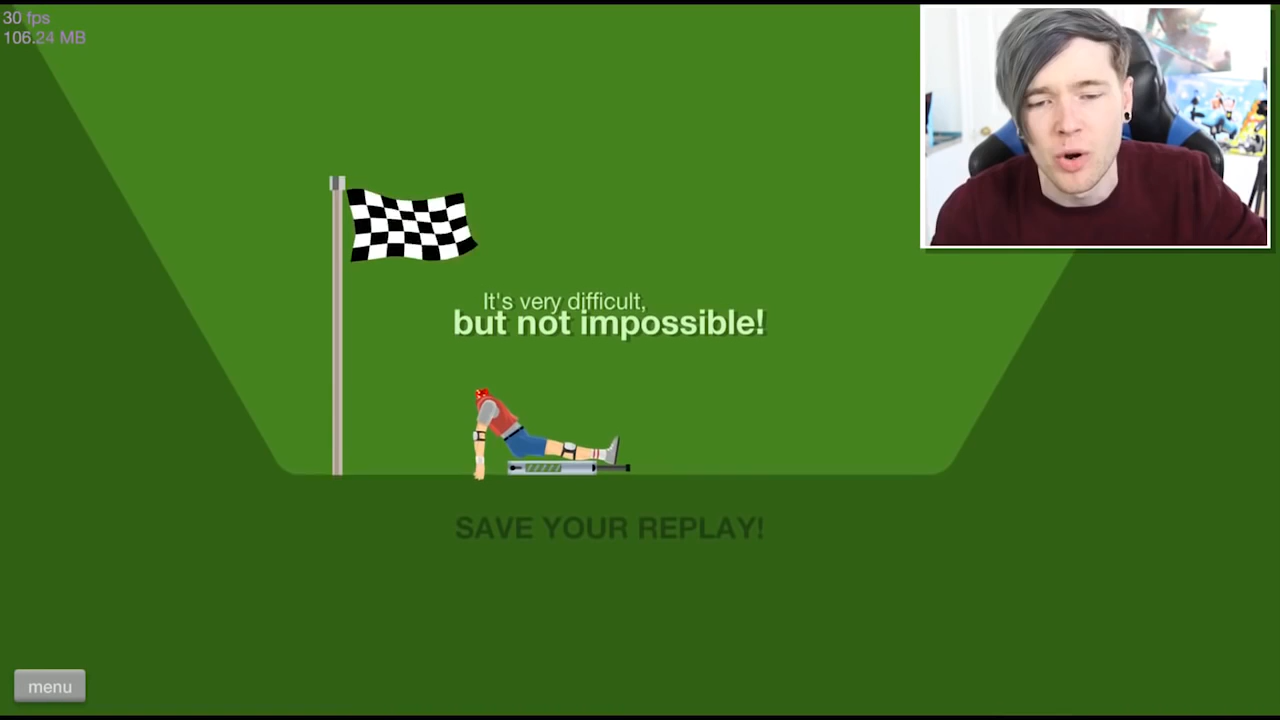 30 fps
106.24 MB
It's very difficult,
but not impossible!
SAVE YOUR REPLAY!
menu